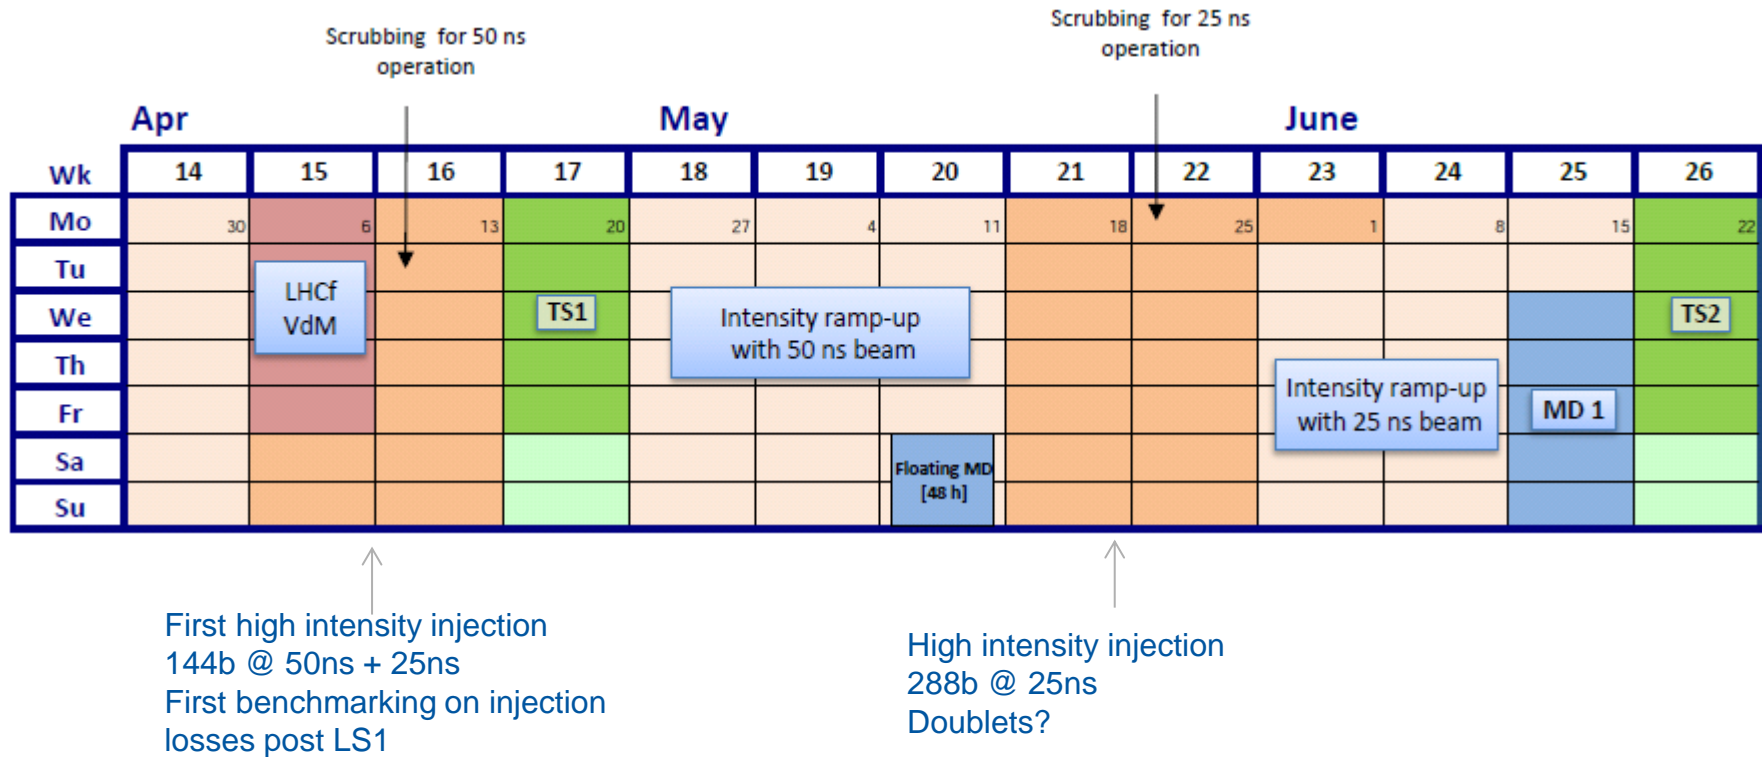 Scrubbing for 50 ns
operation
Scrubbing for 25 ns
operation
Apr May June
Wk 14 15 16 17 18 19 20 21 22 23 24 25 26
Mo 30 6 13 20 27 4 11 18 25 1 8 15 22
Tu
LHCf
VdM
We
TS1
Intensity ramp-up
with 50 ns beam
TS2
Th
Intensity ramp-up
with 25 ns beam
Fr
MD 1
Sa
Floating MD
[48 h]
Su
First high intensity injection
144b @ 50ns + 25ns
First benchmarking on injection
losses post LS1
High intensity injection
288b @ 25ns
Doublets?